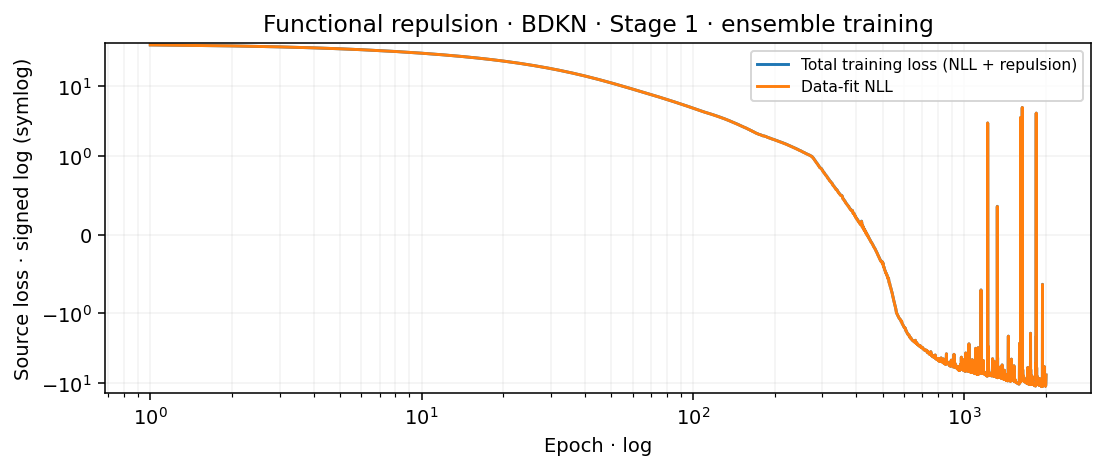 Functional repulsion · BDKN · Stage 1 · ensemble training
Total training loss (NLL + repulsion)
Data-fit NLL
Source loss · signed log (symlog)
10¹
10⁰
0
−10⁰
−10¹
10⁰ 10¹ 10² 10³
Epoch · log